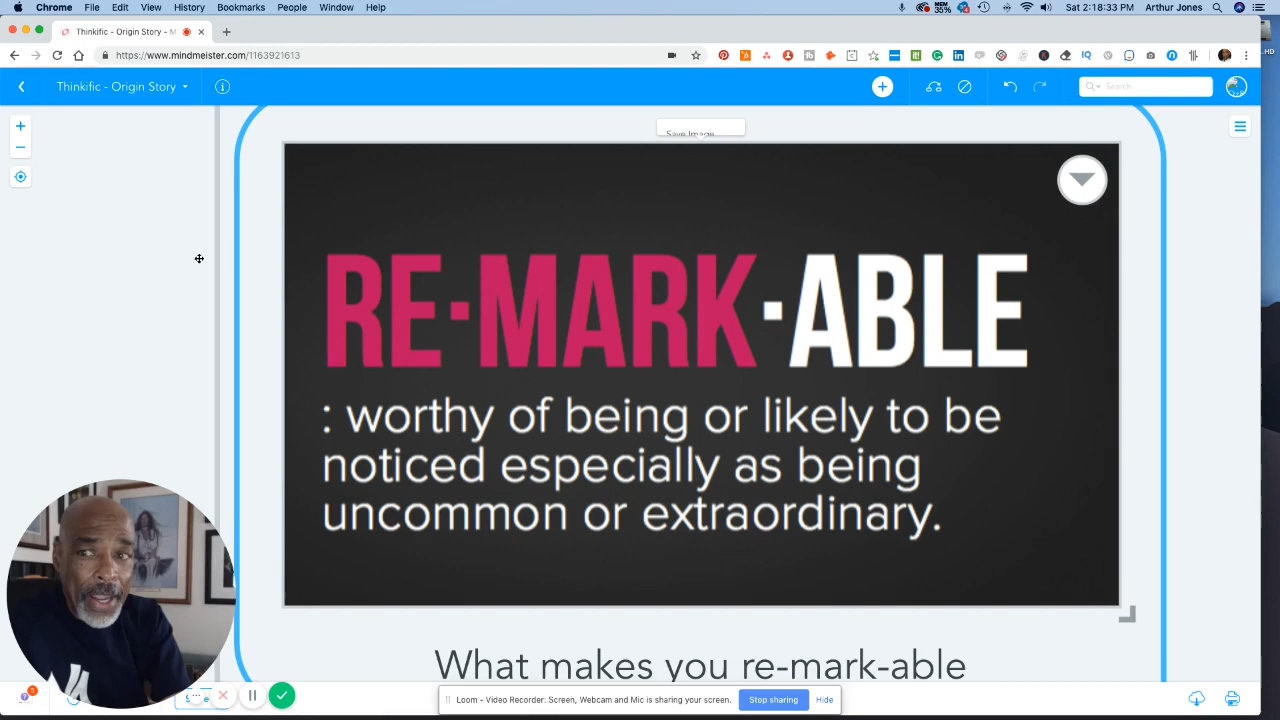 Chrome File Edit View History Bookmarks People Window Help
MEM 35%
Sat 2:18:33 PM Arthur Jones
Thinkific - Origin Story - M
https://www.mindmeister.com/1163921613
Thinkific - Origin Story
Search
Save Image
RE·MARK·ABLE
: worthy of being or likely to be
noticed especially as being
uncommon or extraordinary.
What makes you re-mark-able
Loom - Video Recorder: Screen, Webcam and Mic is sharing your screen. Stop sharing Hide